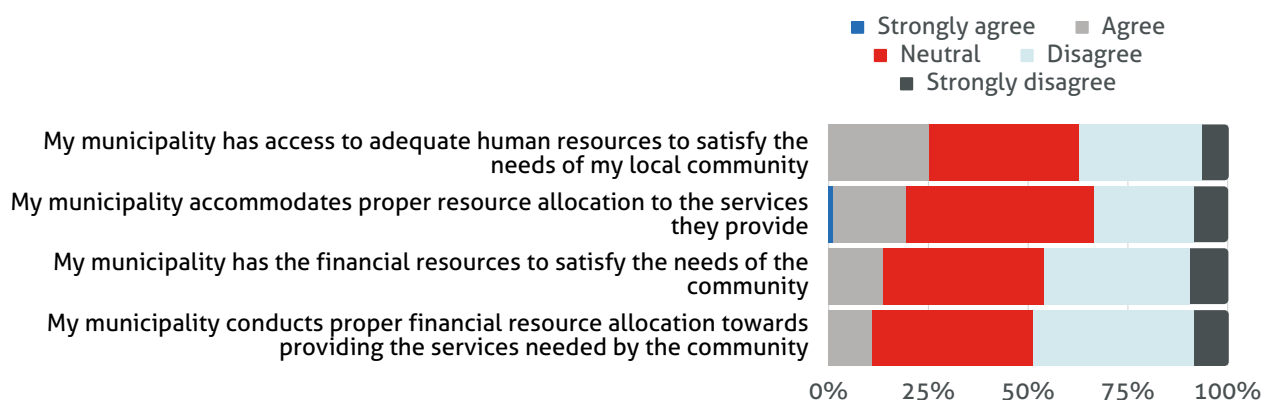 Strongly agree Agree
Neutral Disagree
Strongly disagree
My municipality has access to adequate human resources to satisfy the
needs of my local community
My municipality accommodates proper resource allocation to the services
they provide
My municipality has the financial resources to satisfy the needs of the
community
My municipality conducts proper financial resource allocation towards
providing the services needed by the community
0% 25% 50% 75% 100%